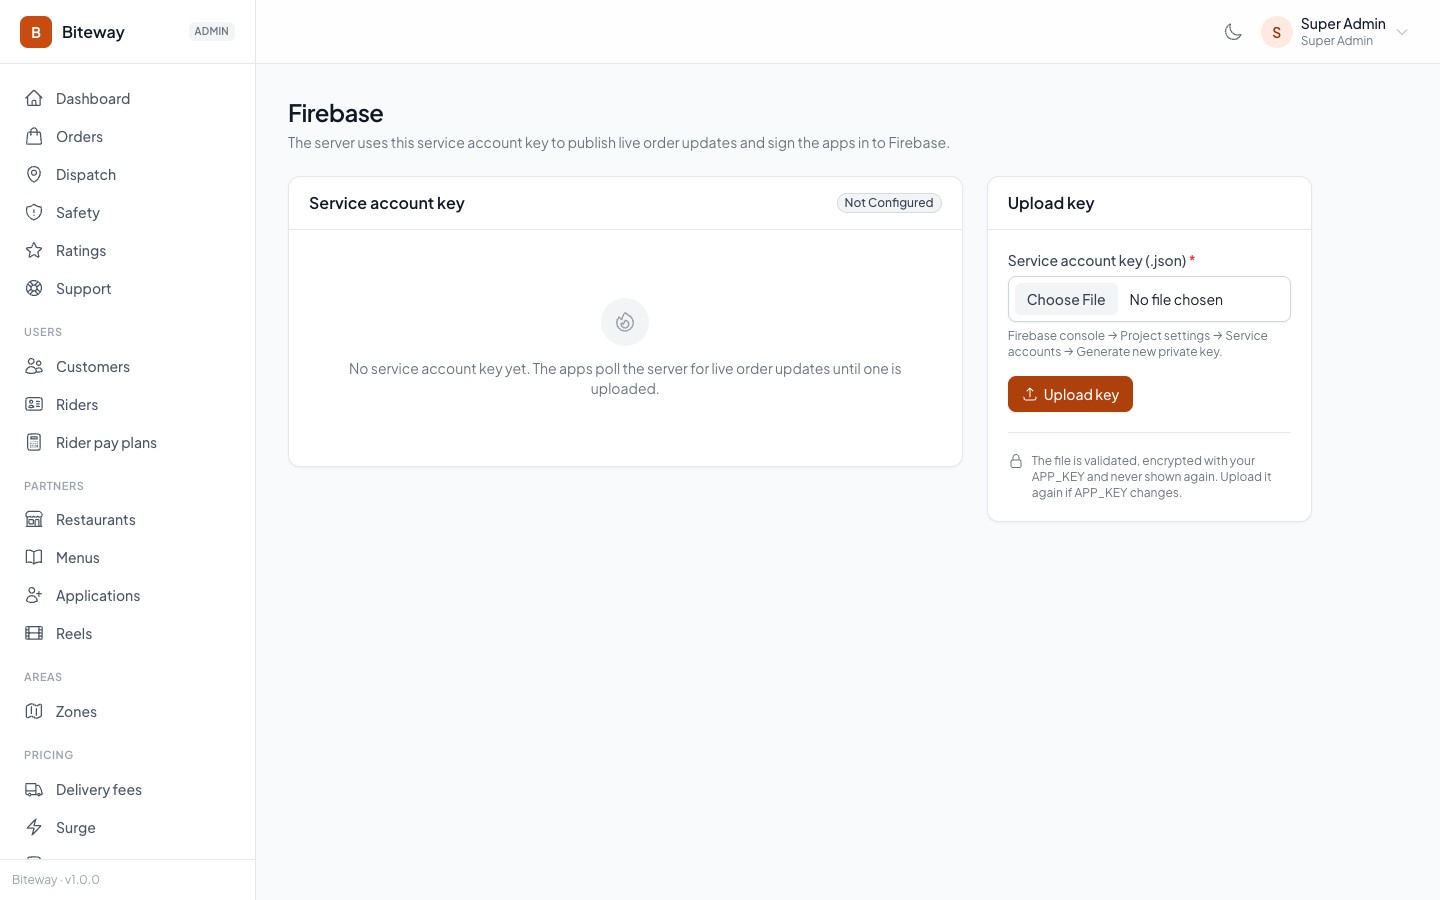 B Biteway ADMIN
S Super Admin
Super Admin
Dashboard
Orders
Dispatch
Safety
Ratings
Support
USERS
Customers
Riders
Rider pay plans
PARTNERS
Restaurants
Menus
Applications
Reels
AREAS
Zones
PRICING
Delivery fees
Surge
Biteway · v1.0.0
Firebase
The server uses this service account key to publish live order updates and sign the apps in to Firebase.
Service account key Not Configured
No service account key yet. The apps poll the server for live order updates until one is
uploaded.
Upload key
Service account key (.json) *
Choose File No file chosen
Firebase console → Project settings → Service
accounts → Generate new private key.
Upload key
The file is validated, encrypted with your
APP_KEY and never shown again. Upload it
again if APP_KEY changes.